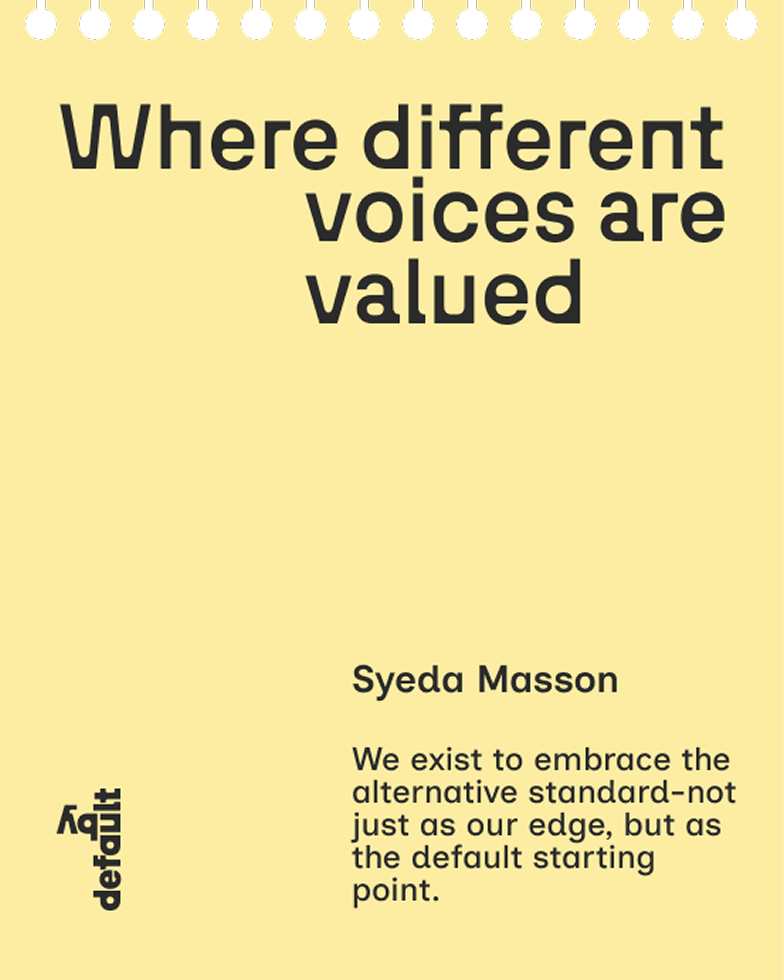 Where different
voices are
valued
Syeda Masson
We exist to embrace the
alternative standard-not
just as our edge, but as
the default starting
point.
by
default